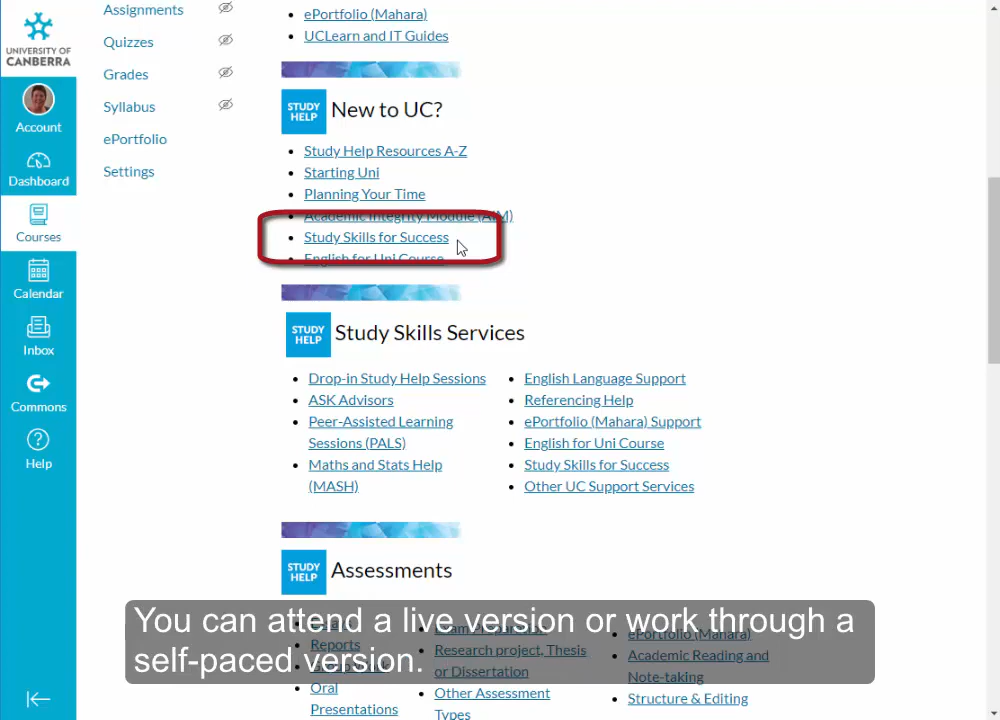 UNIVERSITY OF
CANBERRA
Account
Dashboard
Courses
Calendar
Inbox
Commons
Help
Assignments
Quizzes
Grades
Syllabus
ePortfolio
Settings
ePortfolio (Mahara)
UCLearn and IT Guides
STUDY
HELP
New to UC?
Study Help Resources A-Z
Starting Uni
Planning Your Time
Academic Integrity Module (AIM)
Study Skills for Success
English for Uni Course
STUDY
HELP
Study Skills Services
Drop-in Study Help Sessions
ASK Advisors
Peer-Assisted Learning
Sessions (PALS)
Maths and Stats Help
(MASH)
English Language Support
Referencing Help
ePortfolio (Mahara) Support
English for Uni Course
Study Skills for Success
Other UC Support Services
STUDY
HELP
Assessments
Reports
Oral
Presentations
Exam Preparation
Research project, Thesis
or Dissertation
Other Assessment
Types
ePortfolio (Mahara)
Academic Reading and
Note-taking
Structure & Editing
You can attend a live version or work through a
self-paced version.